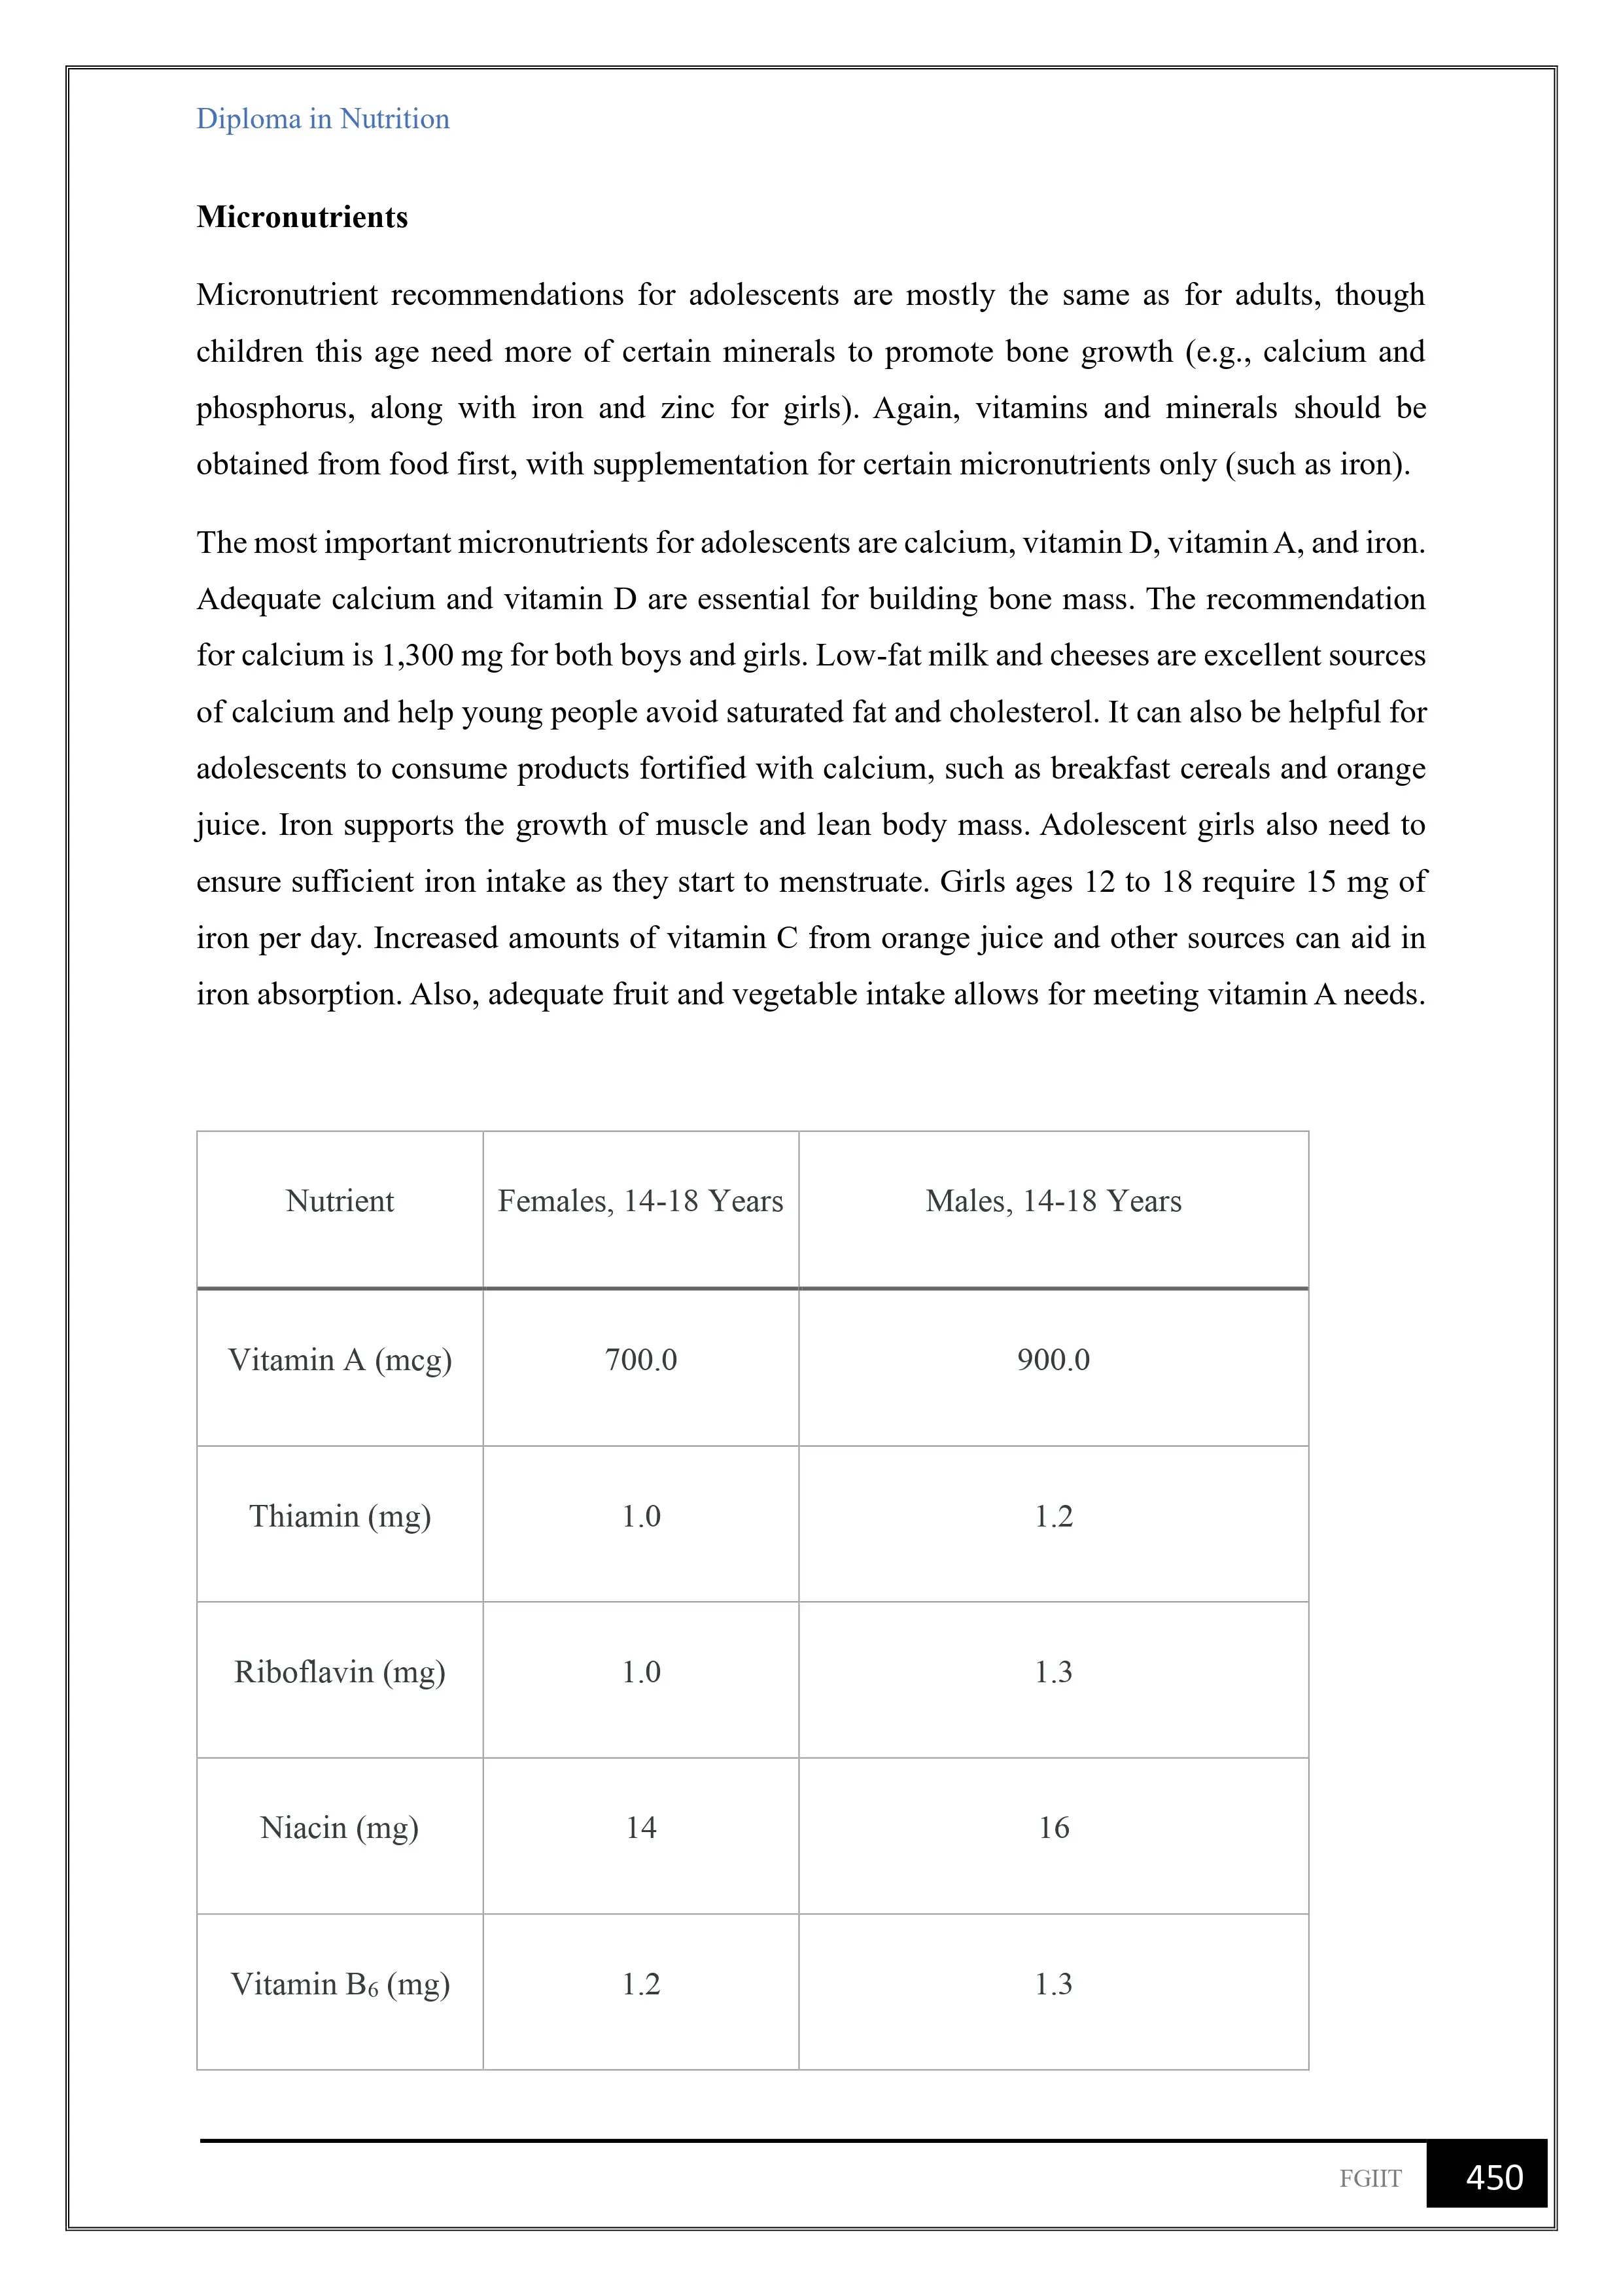 Diploma in Nutrition
Micronutrients
Micronutrient recommendations for adolescents are mostly the same as for adults, though
children this age need more of certain minerals to promote bone growth (e.g., calcium and
phosphorus, along with iron and zinc for girls). Again, vitamins and minerals should be
obtained from food first, with supplementation for certain micronutrients only (such as iron).
The most important micronutrients for adolescents are calcium, vitamin D, vitamin A, and iron.
Adequate calcium and vitamin D are essential for building bone mass. The recommendation
for calcium is 1,300 mg for both boys and girls. Low-fat milk and cheeses are excellent sources
of calcium and help young people avoid saturated fat and cholesterol. It can also be helpful for
adolescents to consume products fortified with calcium, such as breakfast cereals and orange
juice. Iron supports the growth of muscle and lean body mass. Adolescent girls also need to
ensure sufficient iron intake as they start to menstruate. Girls ages 12 to 18 require 15 mg of
iron per day. Increased amounts of vitamin C from orange juice and other sources can aid in
iron absorption. Also, adequate fruit and vegetable intake allows for meeting vitamin A needs.
Nutrient Females, 14-18 Years Males, 14-18 Years
Vitamin A (mcg) 700.0 900.0
Thiamin (mg) 1.0 1.2
Riboflavin (mg) 1.0 1.3
Niacin (mg) 14 16
Vitamin B₆ (mg) 1.2 1.3
FGIIT 450